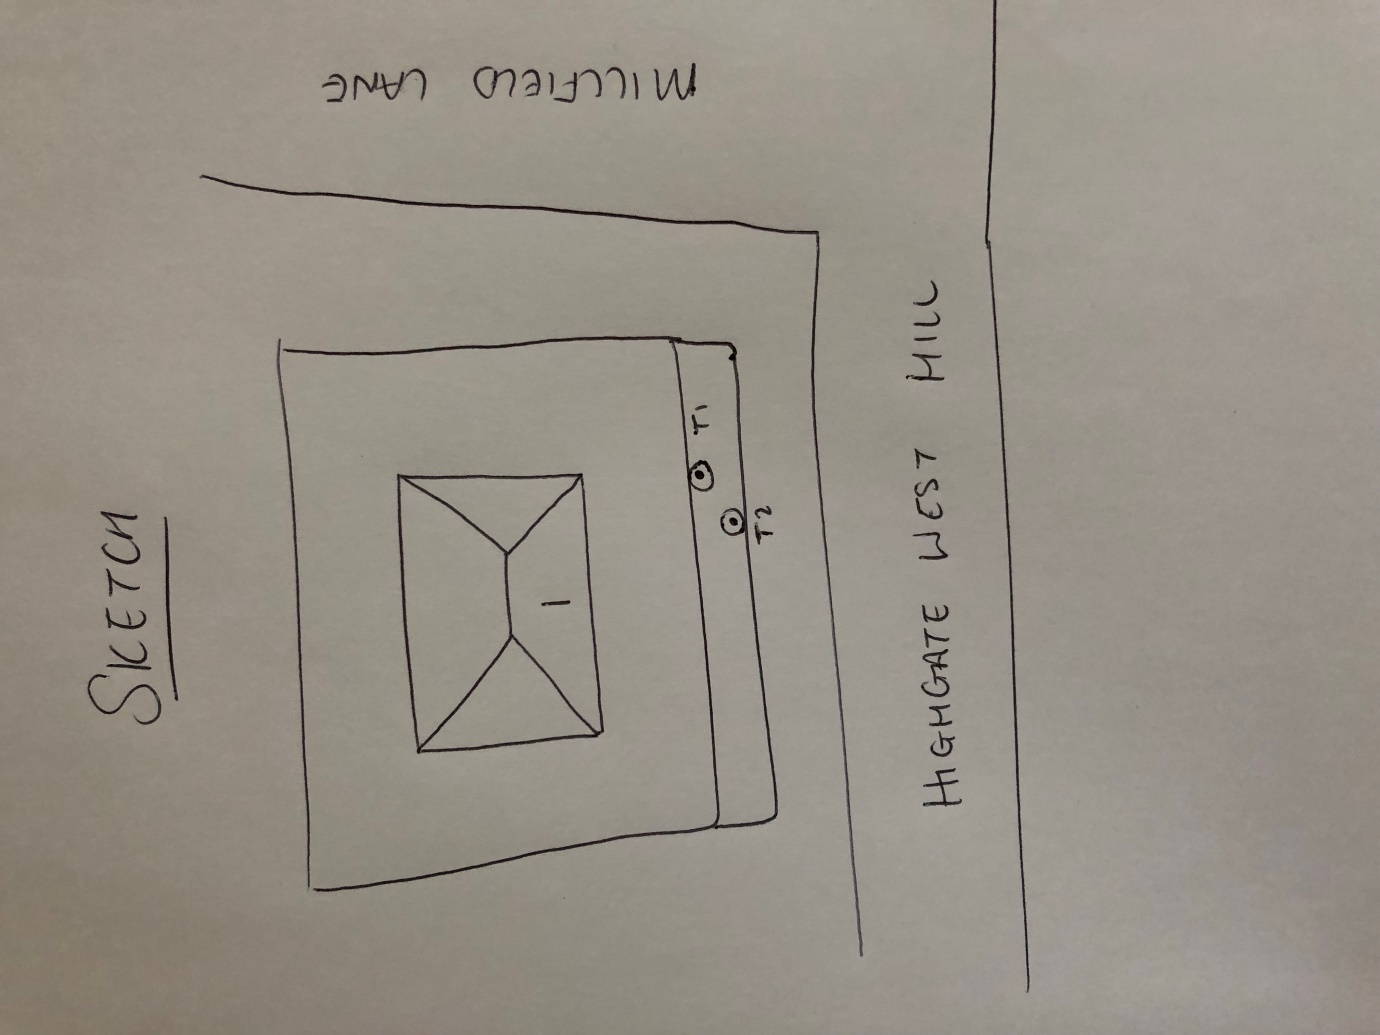 SKETCH
MILLFIELD LANE
1
T1
T2
HIGHGATE WEST HILL